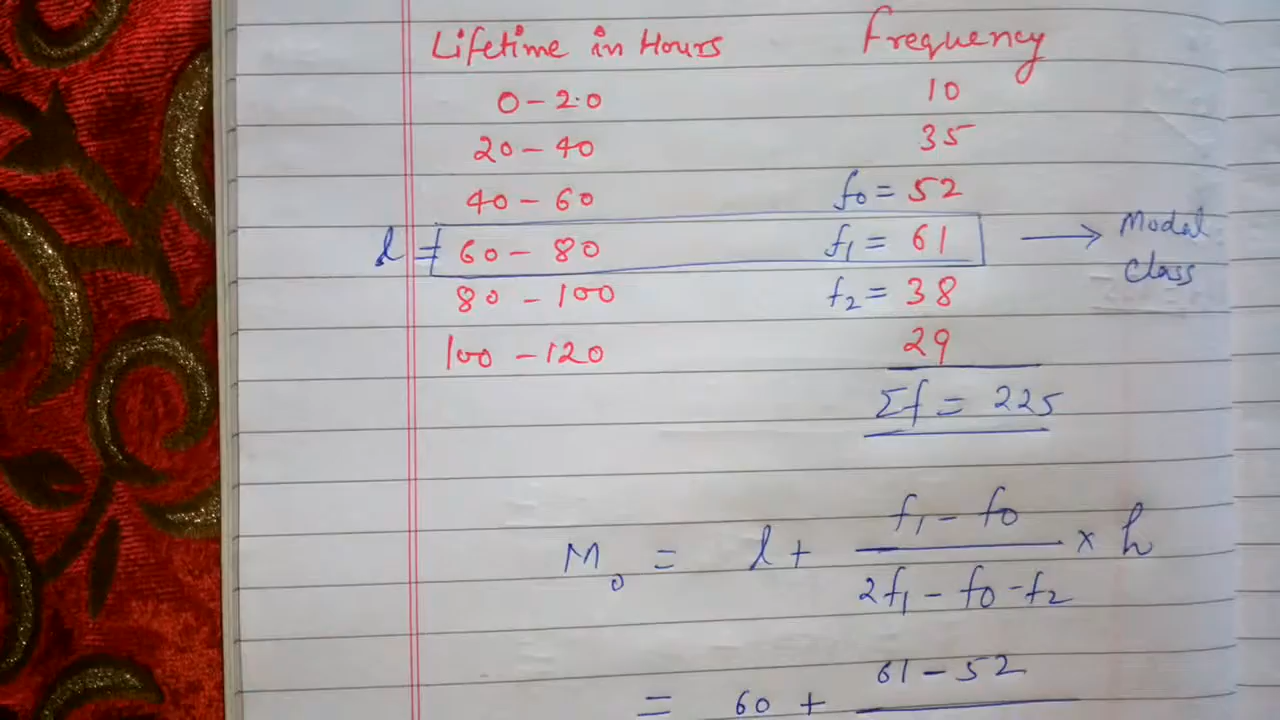 Lifetime in Hours Frequency
0 - 20 10
20 - 40 35
40 - 60 f0 = 52
l = 60 - 80 f1 = 61 → Modal
class
80 - 100 f2 = 38
100 - 120 29
Σf = 225
f1 - f0
Mo = l + × h
2f1 - f0 - f2
61 - 52
= 60 +